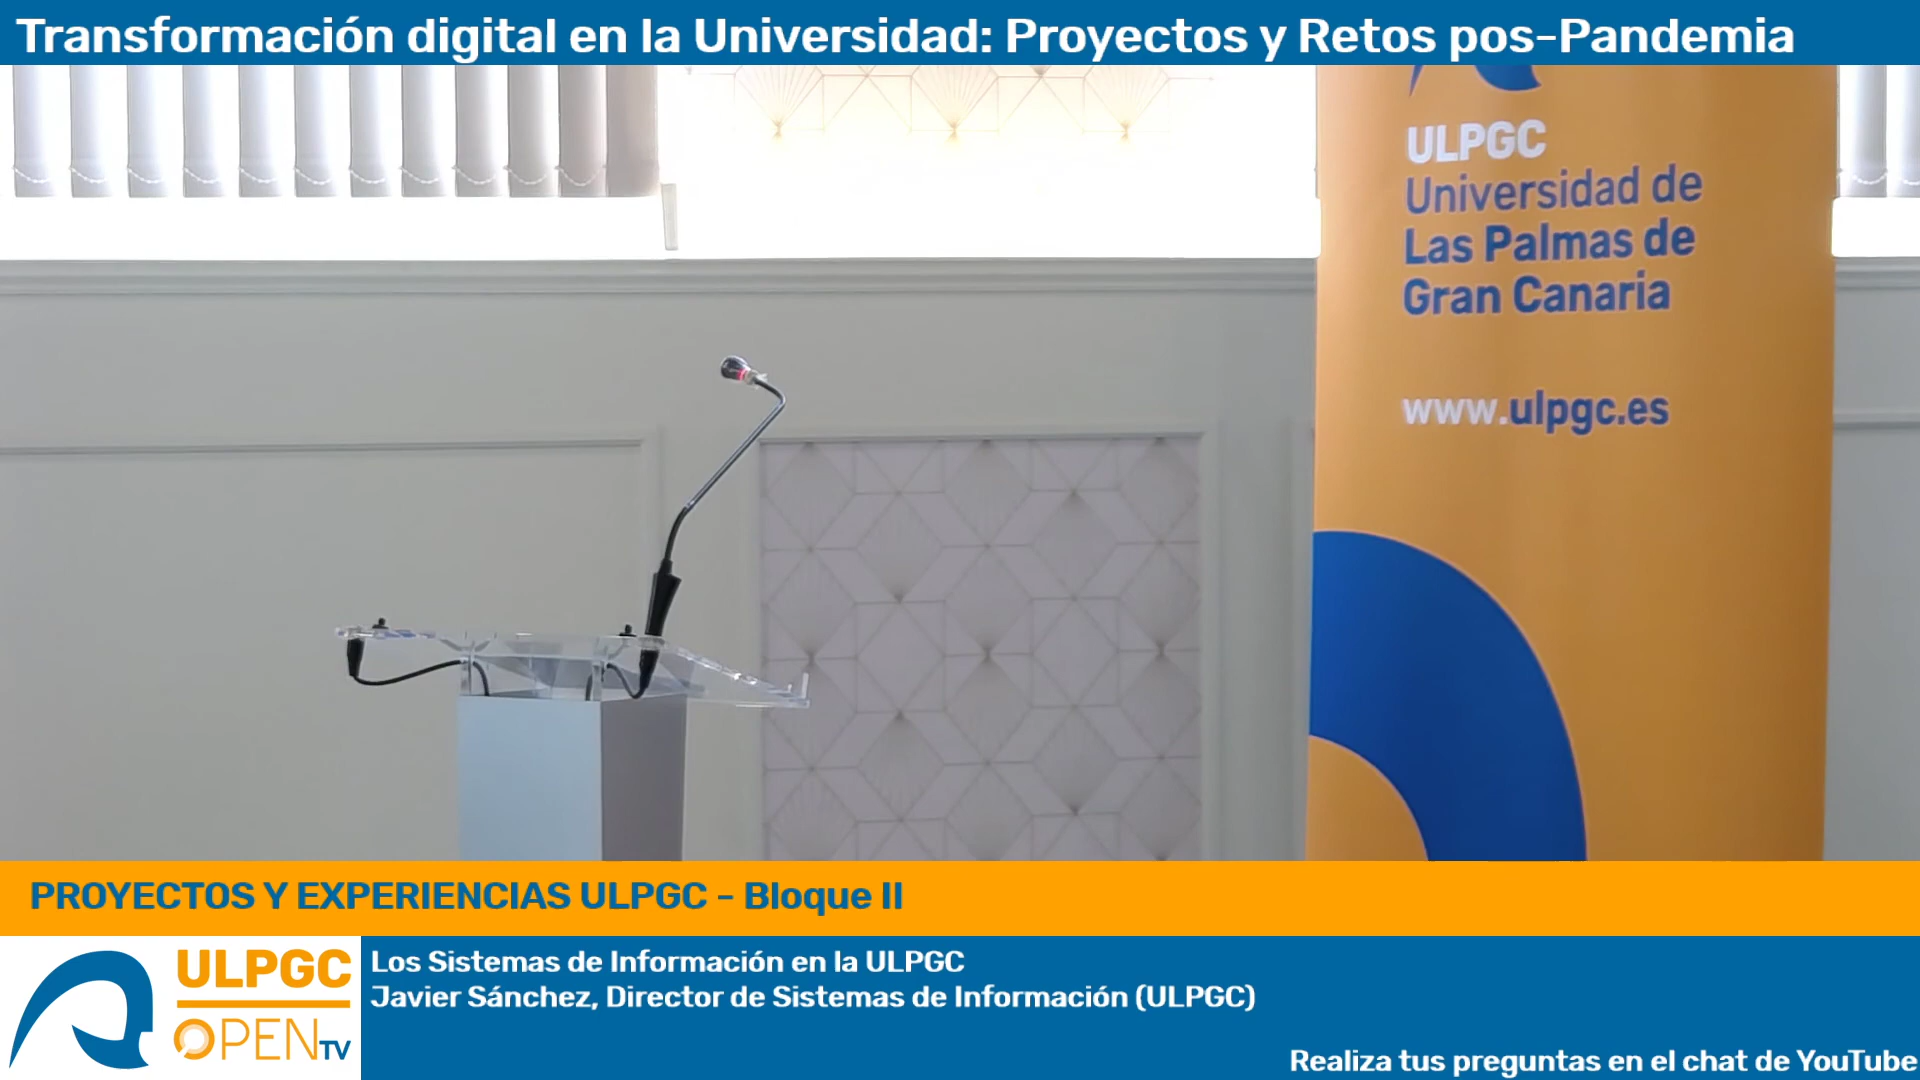 Transformación digital en la Universidad: Proyectos y Retos pos-Pandemia
ULPGC
Universidad de
Las Palmas de
Gran Canaria
www.ulpgc.es
PROYECTOS Y EXPERIENCIAS ULPGC - Bloque II
ULPGC
OPENTV
Los Sistemas de Información en la ULPGC
Javier Sánchez, Director de Sistemas de Información (ULPGC)
Realiza tus preguntas en el chat de YouTube